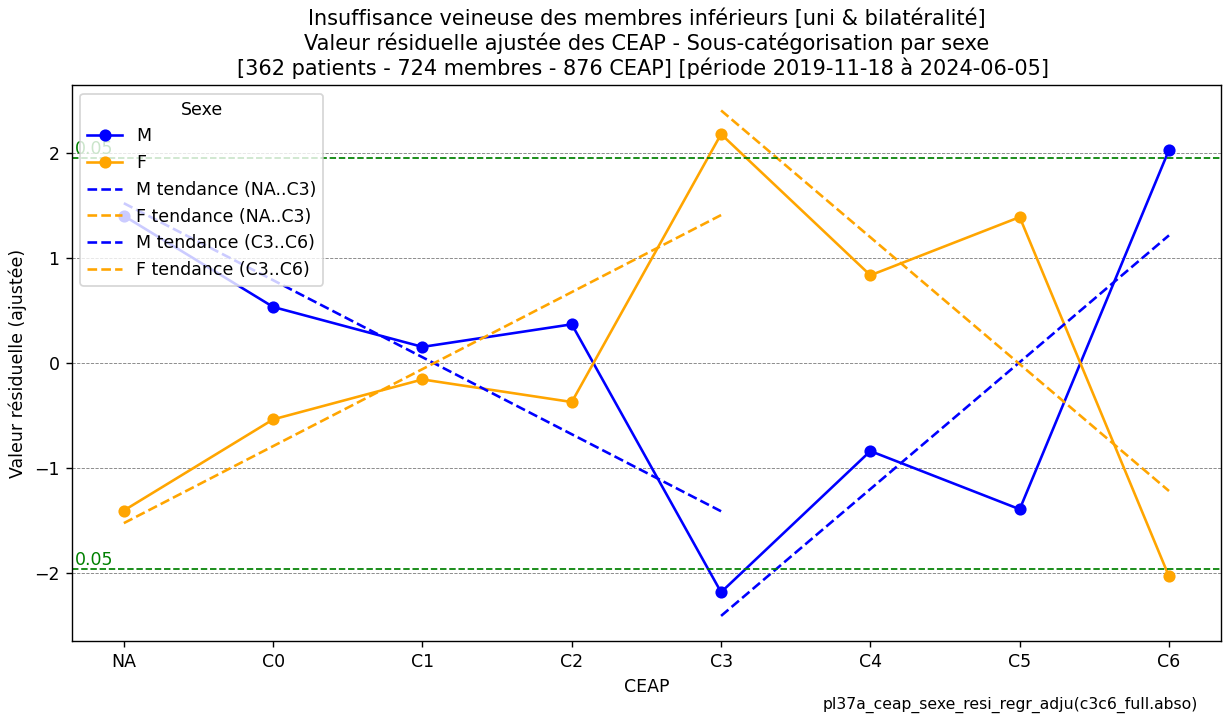 Insuffisance veineuse des membres inférieurs [uni & bilatéralité]
Valeur résiduelle ajustée des CEAP - Sous-catégorisation par sexe
[362 patients - 724 membres - 876 CEAP] [période 2019-11-18 à 2024-06-05]
Sexe
M
F
M tendance (NA..C3)
F tendance (NA..C3)
M tendance (C3..C6)
F tendance (C3..C6)
0.05
0.05
Valeur résiduelle (ajustée)
2
1
0
−1
−2
NA C0 C1 C2 C3 C4 C5 C6
CEAP
pl37a_ceap_sexe_resi_regr_adju(c3c6_full.abso)